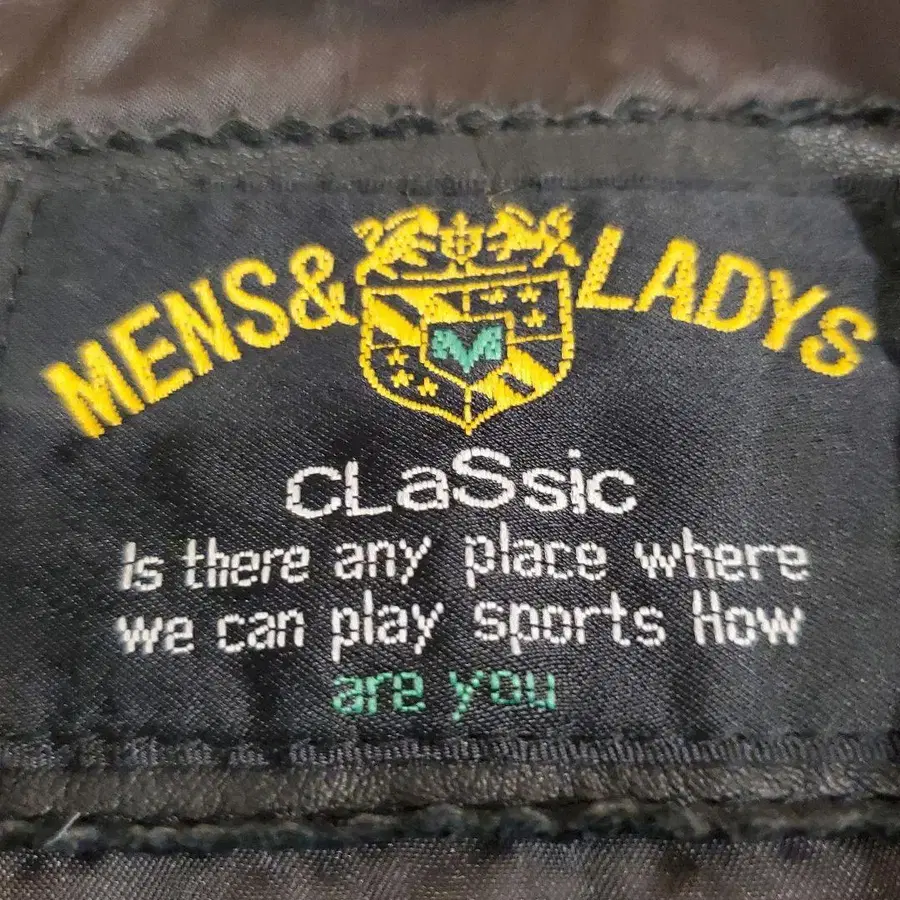 MENS& LADYS
CLaSsic
Is there any place where
we can play sports How
are you